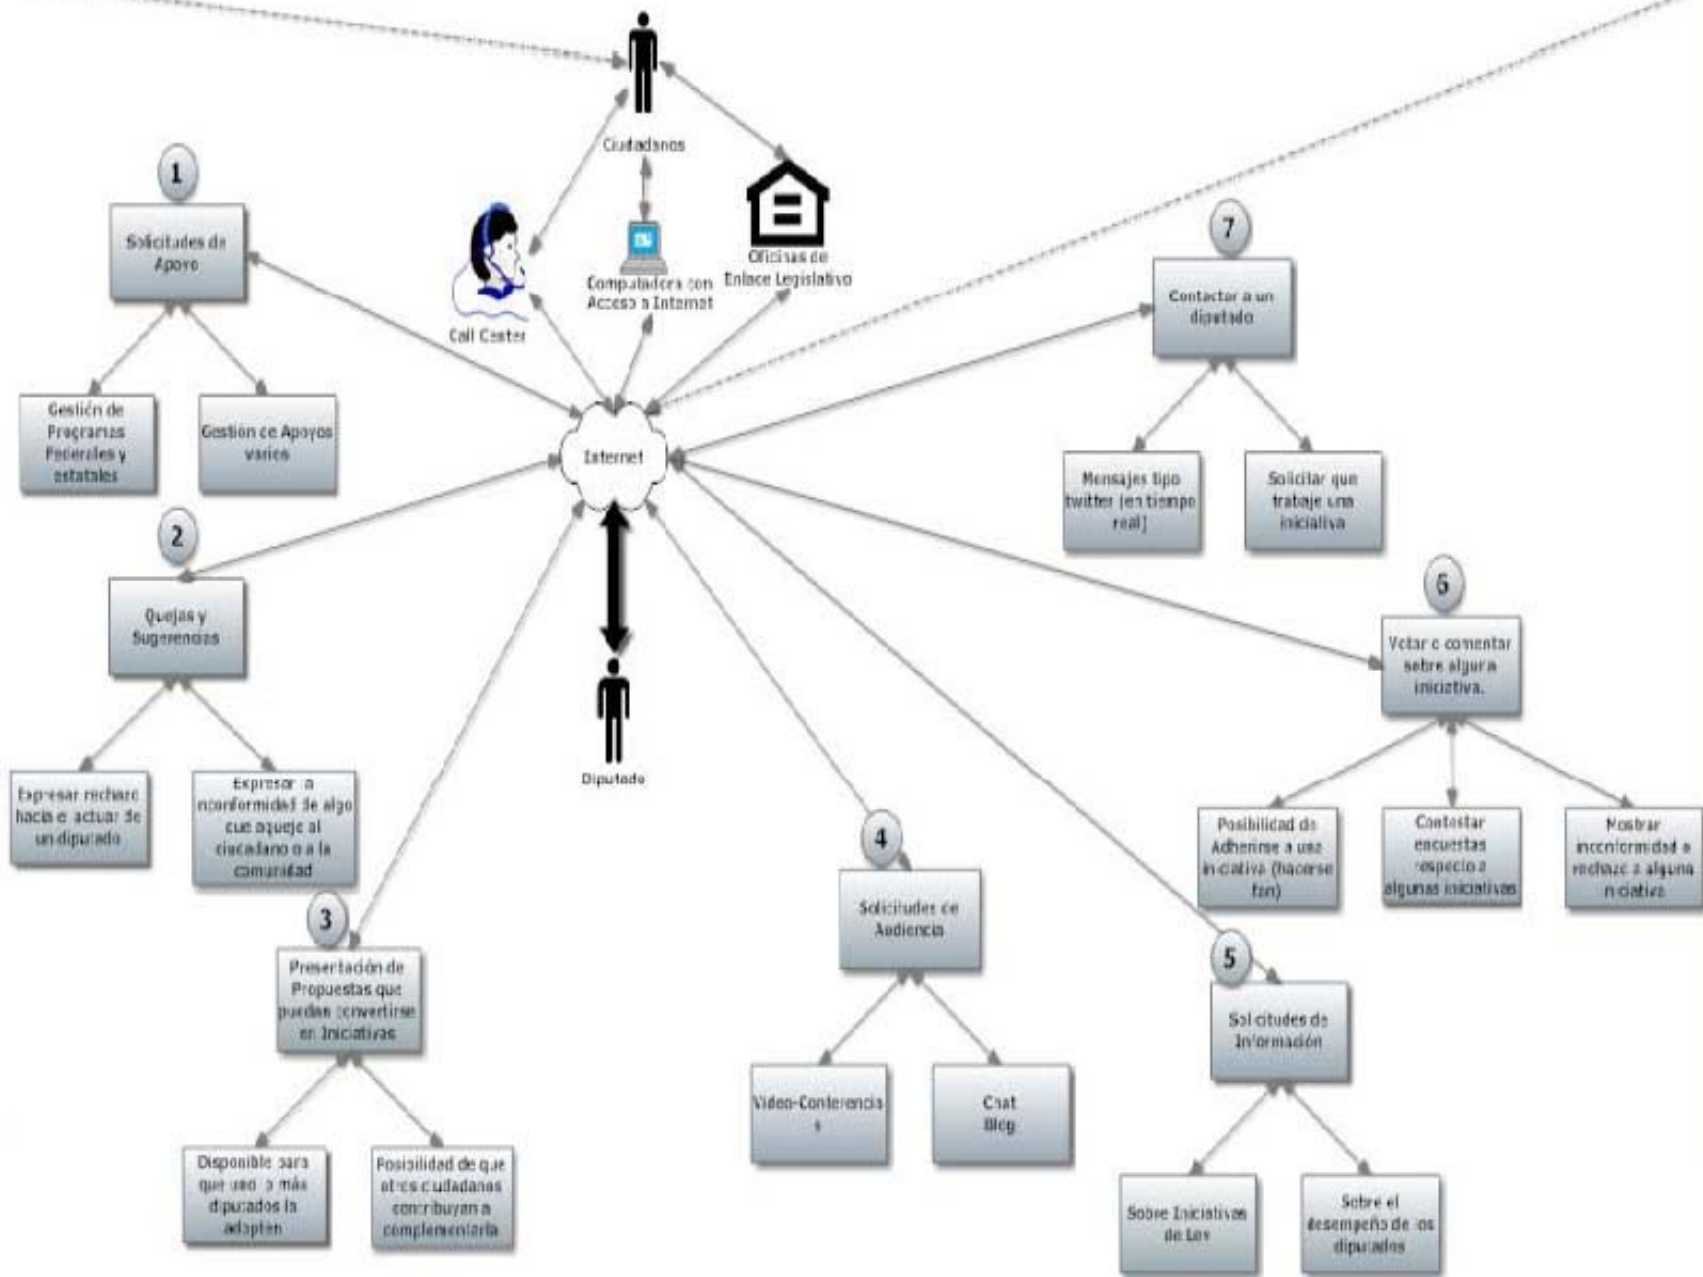 Ciudadanos
Call Center
Computadora con
Acceso a Internet
Oficinas de
Enlace Legislativo
Internet
Diputado
1
Solicitudes de
Apoyo
Gestión de
Programas
Federales y
estatales
Gestión de Apoyos
varios
2
Quejas y
Sugerencias
Expresar rechazo
hacia el actuar de
un diputado
Expresar la
inconformidad de algo
que aqueje al
ciudadano o a la
comunidad
3
Presentación de
Propuestas que
puedan convertirse
en Iniciativas
Disponible para
que uno o más
diputados la
adopten
Posibilidad de que
otros ciudadanos
contribuyan a
complementarla
4
Solicitudes de
Audiencia
Video-Conferencia
s
Chat
Blog
5
Solicitudes de
Información
Sobre Iniciativas
de Ley
Sobre el
desempeño de los
diputados
6
Votar o comentar
sobre alguna
iniciativa.
Posibilidad de
Adherirse a una
iniciativa (hacerse
fan)
Contestar
encuestas
respecto a
algunas iniciativas
Mostrar
inconformidad o
rechazo a alguna
iniciativa
7
Contactar a un
diputado
Mensajes tipo
twitter (en tiempo
real)
Solicitar que
trabaje una
iniciativa